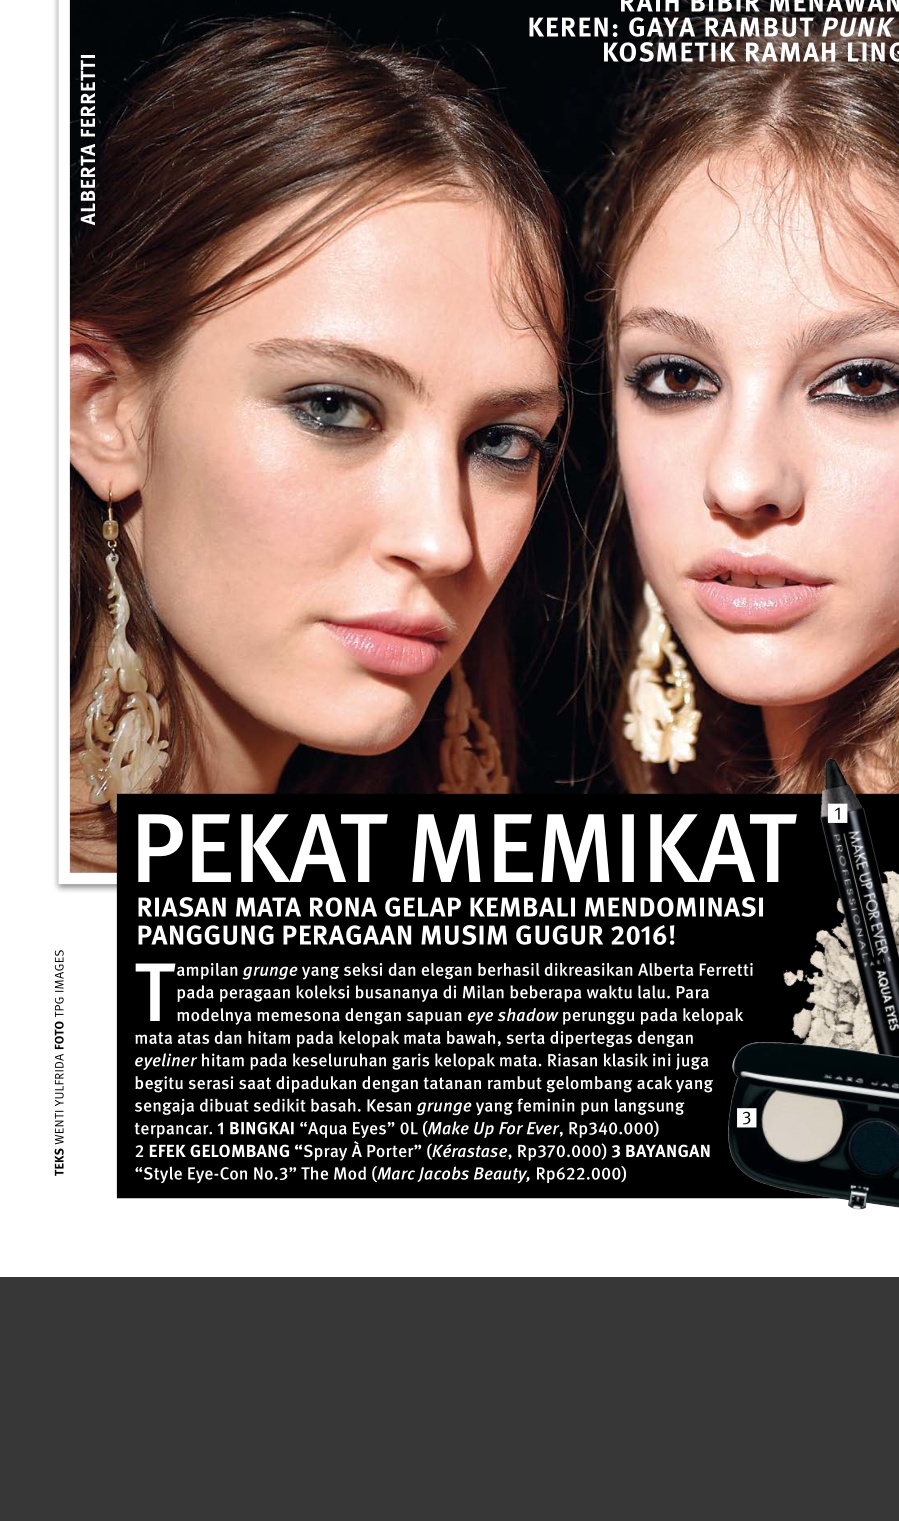 KEREN: GAYA RAMBUT PUNK
KOSMETIK RAMAH
ALBERTA FERRETTI
PEKAT MEMIKAT
RIASAN MATA RONA GELAP KEMBALI MENDOMINASI
PANGGUNG PERAGAAN MUSIM GUGUR 2016!
Tampilan grunge yang seksi dan elegan berhasil dikreasikan Alberta Ferretti
pada peragaan koleksi busananya di Milan beberapa waktu lalu. Para
modelnya memesona dengan sapuan eye shadow perunggu pada kelopak
mata atas dan hitam pada kelopak mata bawah, serta dipertegas dengan
eyeliner hitam pada keseluruhan garis kelopak mata. Riasan klasik ini juga
begitu serasi saat dipadukan dengan tatanan rambut gelombang acak yang
sengaja dibuat sedikit basah. Kesan grunge yang feminin pun langsung
terpancar. 1 BINGKAI “Aqua Eyes” 0L (Make Up For Ever, Rp340.000)
2 EFEK GELOMBANG “Spray À Porter” (Kérastase, Rp370.000) 3 BAYANGAN
“Style Eye-Con No.3” The Mod (Marc Jacobs Beauty, Rp622.000)
1
MAKE UP FOR EVER - AQUA EYES
PROFESSIONAL
3
TEKS WENTI YULFRIDA FOTO TPG IMAGES